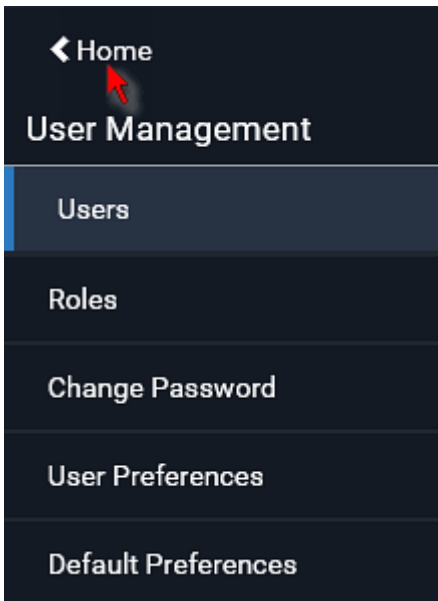 Home
User Management
Users
Roles
Change Password
User Preferences
Default Preferences